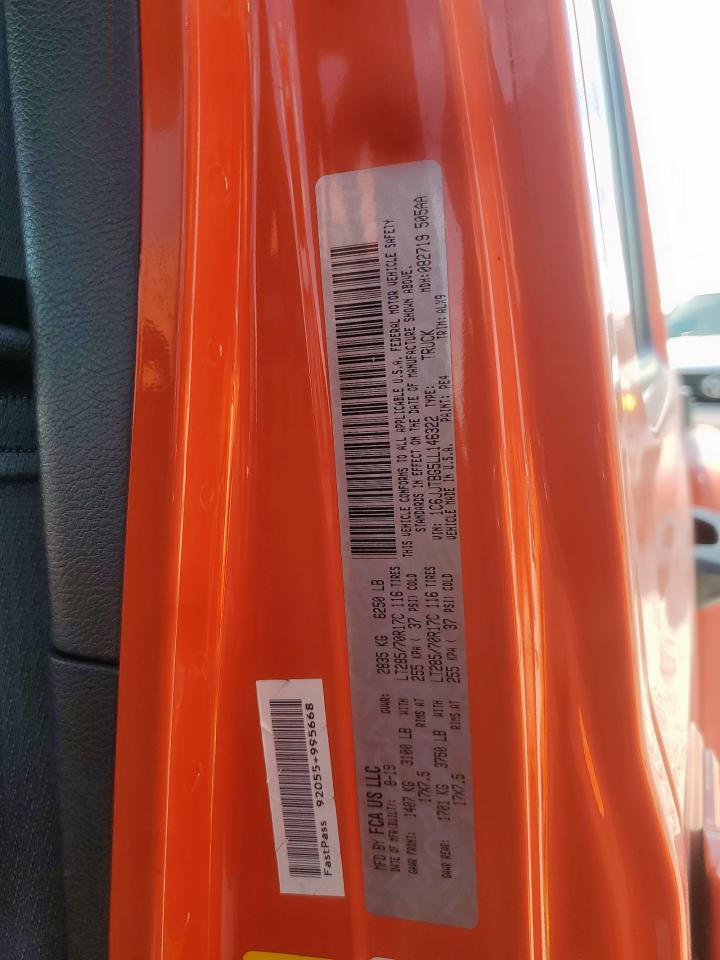 MFD BY FCA US LLC
DATE OF MFR(BUILT): 8-19 GVWR: 2835 KG 6250 LB
GAWR FRONT: 1407 KG 3100 LB WITH LT285/70R17C 116 TIRES
17X7.5 RIMS AT 255 KPA ( 37 PSI) COLD
GAWR REAR: 1701 KG 3750 LB WITH LT285/70R17C 116 TIRES
17X7.5 RIMS AT 255 KPA ( 37 PSI) COLD
THIS VEHICLE CONFORMS TO ALL APPLICABLE U.S.A. FEDERAL MOTOR VEHICLE SAFETY
STANDARDS IN EFFECT ON THE DATE OF MANUFACTURE SHOWN ABOVE.
VIN: 1C6JJTBG5LL146322 TYPE: TRUCK MDH:082719 505AA
VEHICLE MADE IN U.S.A. PAINT: PE4 TRIM: ALX9
FastPass 92055+995668